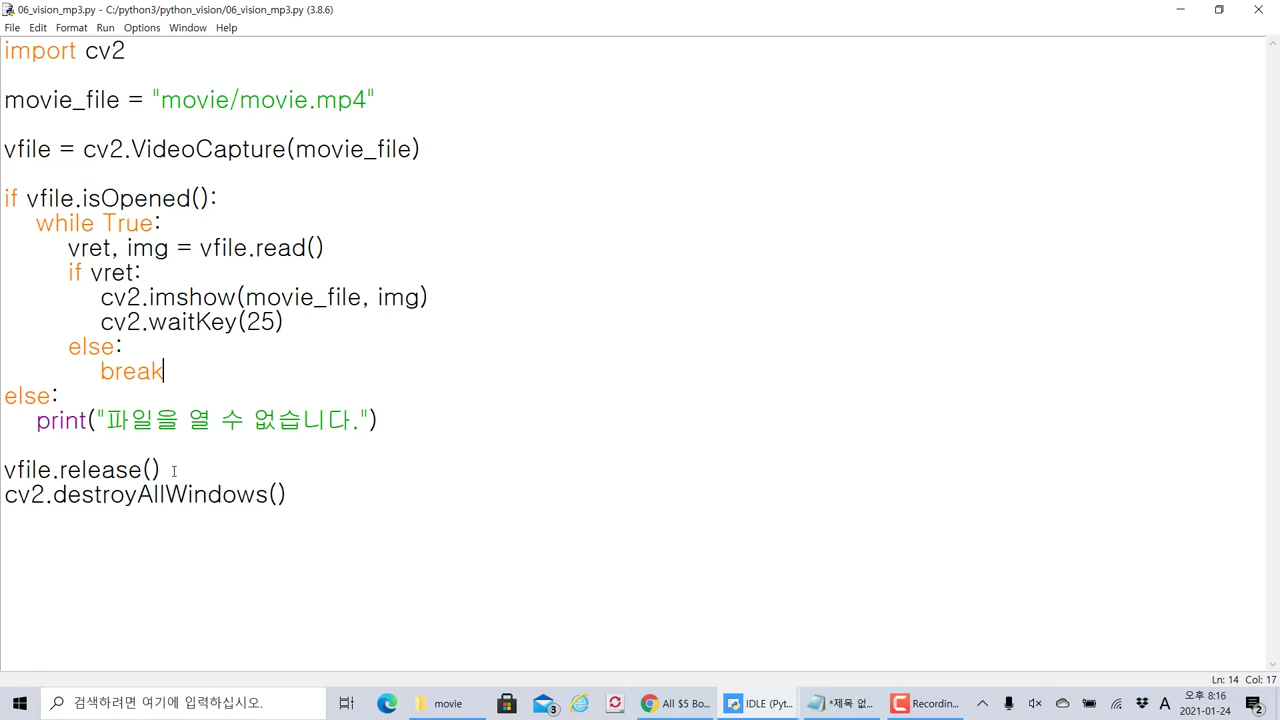 06_vision_mp3.py - C:/python3/python_vision/06_vision_mp3.py (3.8.6)
File Edit Format Run Options Window Help
import cv2
movie_file = "movie/movie.mp4"
vfile = cv2.VideoCapture(movie_file)
if vfile.isOpened():
while True:
vret, img = vfile.read()
if vret:
cv2.imshow(movie_file, img)
cv2.waitKey(25)
else:
break
else:
print("파일을 열 수 없습니다.")
vfile.release()
cv2.destroyAllWindows()
Ln: 14 Col: 17
검색하려면 여기에 입력하십시오.
movie
3
All $5 Bo...
IDLE (Pyt...
*제목 없...
Recordin...
A
오후 8:16
2021-01-24
2